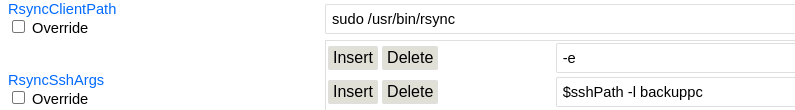 RsyncClientPath
Override
sudo /usr/bin/rsync
Insert Delete -e
RsyncSshArgs
Override
Insert Delete $sshPath -l backuppc